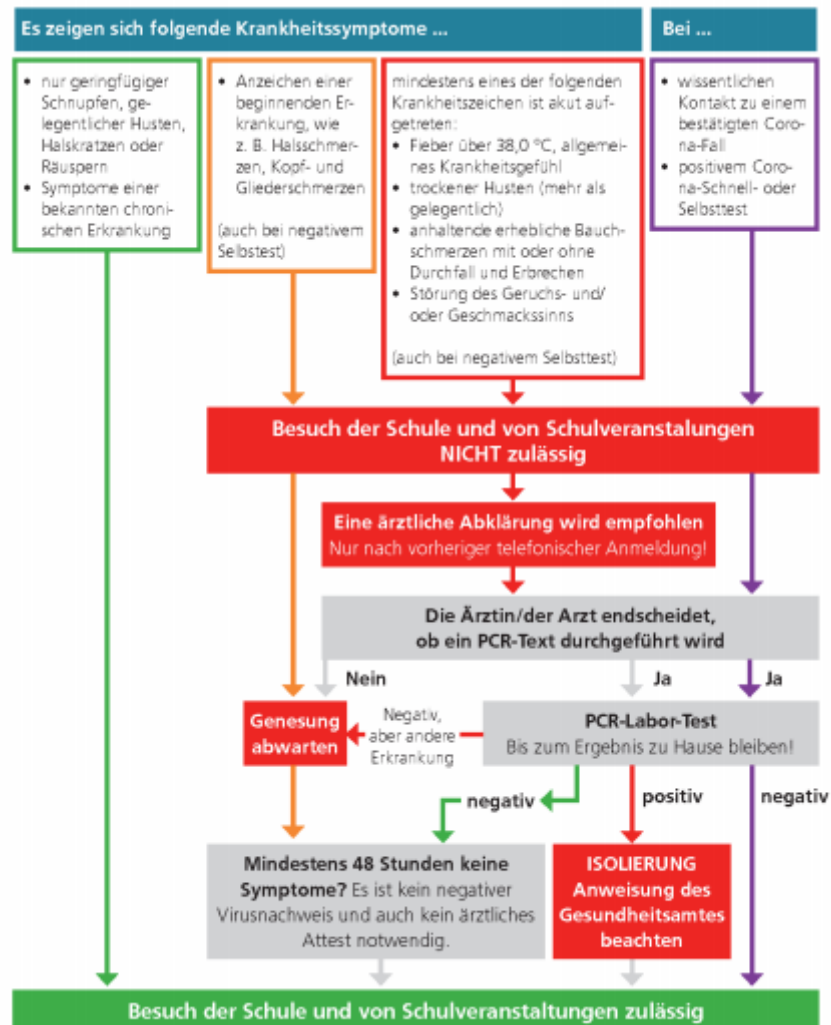 Es zeigen sich folgende Krankheitssymptome ...
Bei ...
• nur geringfügiger
Schnupfen, ge-
legentlicher Husten,
Halskratzen oder
Räuspern
• Symptome einer
bekannten chroni-
schen Erkrankung
• Anzeichen einer
beginnenden Er-
krankung, wie
z. B. Halsschmer-
zen, Kopf- und
Gliederschmerzen
(auch bei negativem
Selbstest)
mindestens eines der folgenden
Krankheitszeichen ist akut auf-
getreten:
• Fieber über 38,0 °C, allgemei-
nes Krankheitsgefühl
• trockener Husten (mehr als
gelegentlich)
• anhaltende erhebliche Bauch-
schmerzen mit oder ohne
Durchfall und Erbrechen
• Störung des Geruchs- und/
oder Geschmackssinns
(auch bei negativem Selbsttest)
• wissentlichen
Kontakt zu einem
bestätigten Coro-
na-Fall
• positivem Coro-
na-Schnell- oder
Selbsttest
Besuch der Schule und von Schulveranstalungen
NICHT zulässig
Eine ärztliche Abklärung wird empfohlen
Nur nach vorheriger telefonischer Anmeldung!
Die Ärztin/der Arzt endscheidet,
ob ein PCR-Text durchgeführt wird
Nein
Ja
Ja
Genesung
abwarten
Negativ,
aber andere
Erkrankung
PCR-Labor-Test
Bis zum Ergebnis zu Hause bleiben!
negativ
positiv
negativ
Mindestens 48 Stunden keine
Symptome? Es ist kein negativer
Virusnachweis und auch kein ärztliches
Attest notwendig.
ISOLIERUNG
Anweisung des
Gesundheitsamtes
beachten
Besuch der Schule und von Schulveranstaltungen zulässig